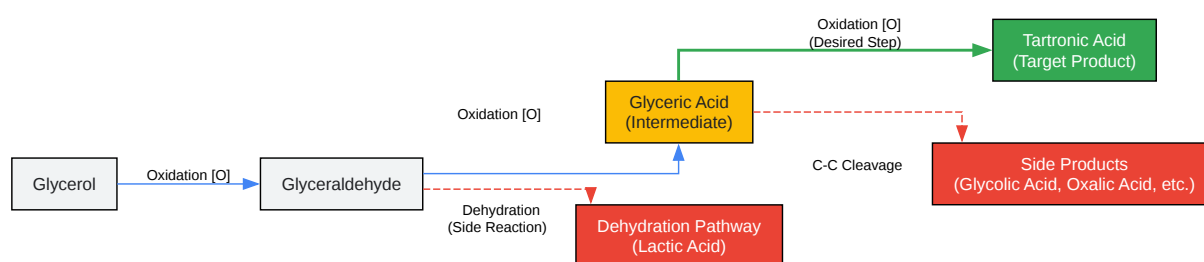 Oxidation [O]
(Desired Step)
Tartronic Acid
(Target Product)
Oxidation [O]
Glyceric Acid
(Intermediate)
C-C Cleavage
Side Products
(Glycolic Acid, Oxalic Acid, etc.)
Glycerol
Oxidation [O]
Glyceraldehyde
Dehydration
(Side Reaction)
Dehydration Pathway
(Lactic Acid)